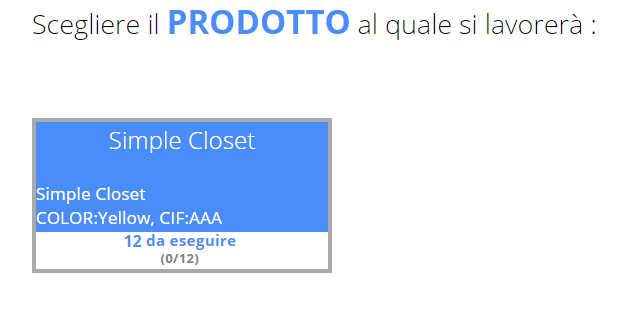 Scegliere il PRODOTTO al quale si lavorerà :
Simple Closet
Simple Closet
COLOR:Yellow, CIF:AAA
12 da eseguire
(0/12)